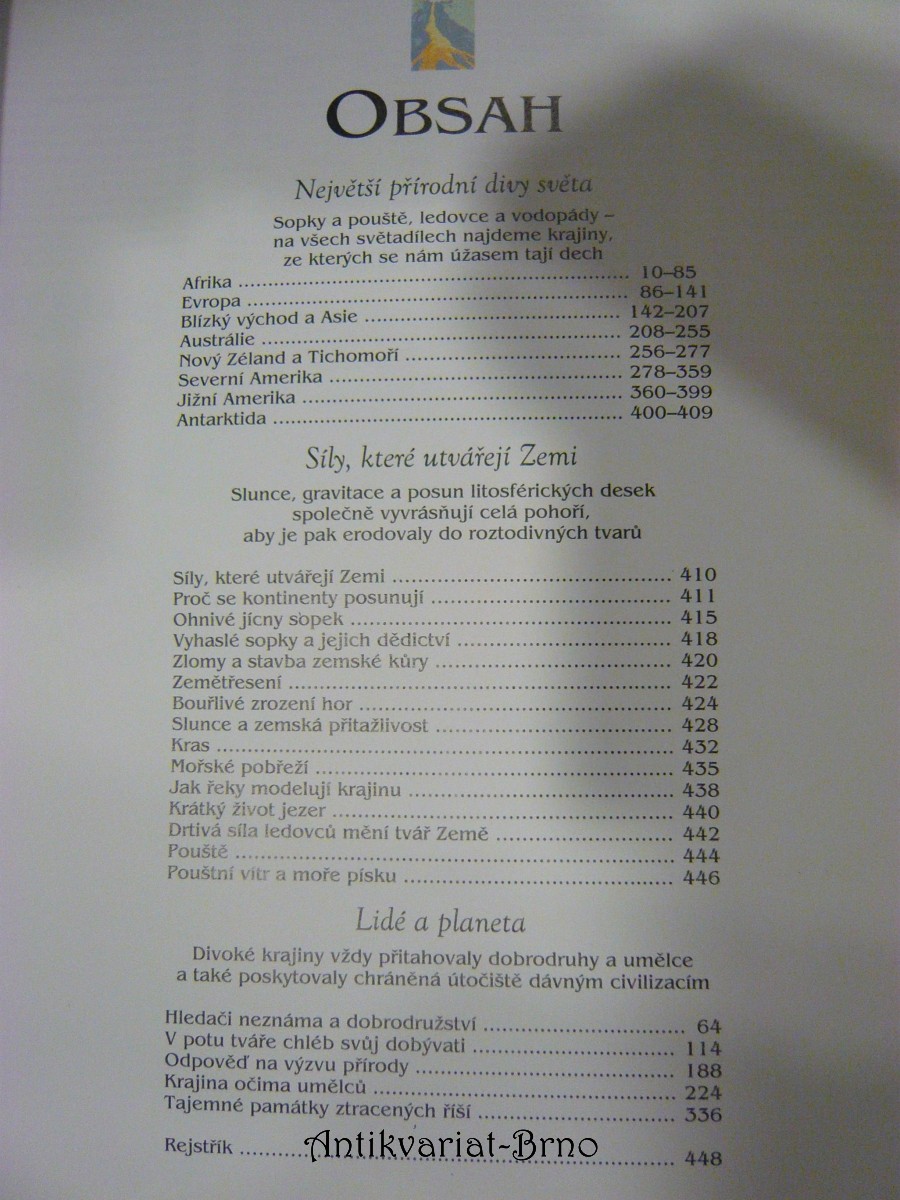 OBSAH
Největší přírodní divy světa
Sopky a pouště, ledovce a vodopády –
na všech světadílech najdeme krajiny,
ze kterých se nám úžasem tají dech
Afrika ........ 10–85
Evropa ........ 86–141
Blízký východ a Asie ........ 142–207
Austrálie ........ 208–255
Nový Zéland a Tichomoří ........ 256–277
Severní Amerika ........ 278–359
Jižní Amerika ........ 360–399
Antarktida ........ 400–409
Síly, které utvářejí Zemi
Slunce, gravitace a posun litosférických desek
společně vyvrásňují celá pohoří,
aby je pak erodovaly do roztodivných tvarů
Síly, které utvářejí Zemi ........ 410
Proč se kontinenty posunují ........ 411
Ohnivé jícny sopek ........ 415
Vyhaslé sopky a jejich dědictví ........ 418
Zlomy a stavba zemské kůry ........ 420
Zemětřesení ........ 422
Bouřlivé zrození hor ........ 424
Slunce a zemská přitažlivost ........ 428
Kras ........ 432
Mořské pobřeží ........ 435
Jak řeky modelují krajinu ........ 438
Krátký život jezer ........ 440
Drtivá síla ledovců mění tvář Země ........ 442
Pouště ........ 444
Pouštní vítr a moře písku ........ 446
Lidé a planeta
Divoké krajiny vždy přitahovaly dobrodruhy a umělce
a také poskytovaly chráněná útočiště dávným civilizacím
Hledači neznáma a dobrodružství ........ 64
V potu tváře chléb svůj dobývati ........ 114
Odpověď na výzvu přírody ........ 188
Krajina očima umělců ........ 224
Tajemné památky ztracených říší ........ 336
Rejstřík ........ 448
Antikvariat-Brno